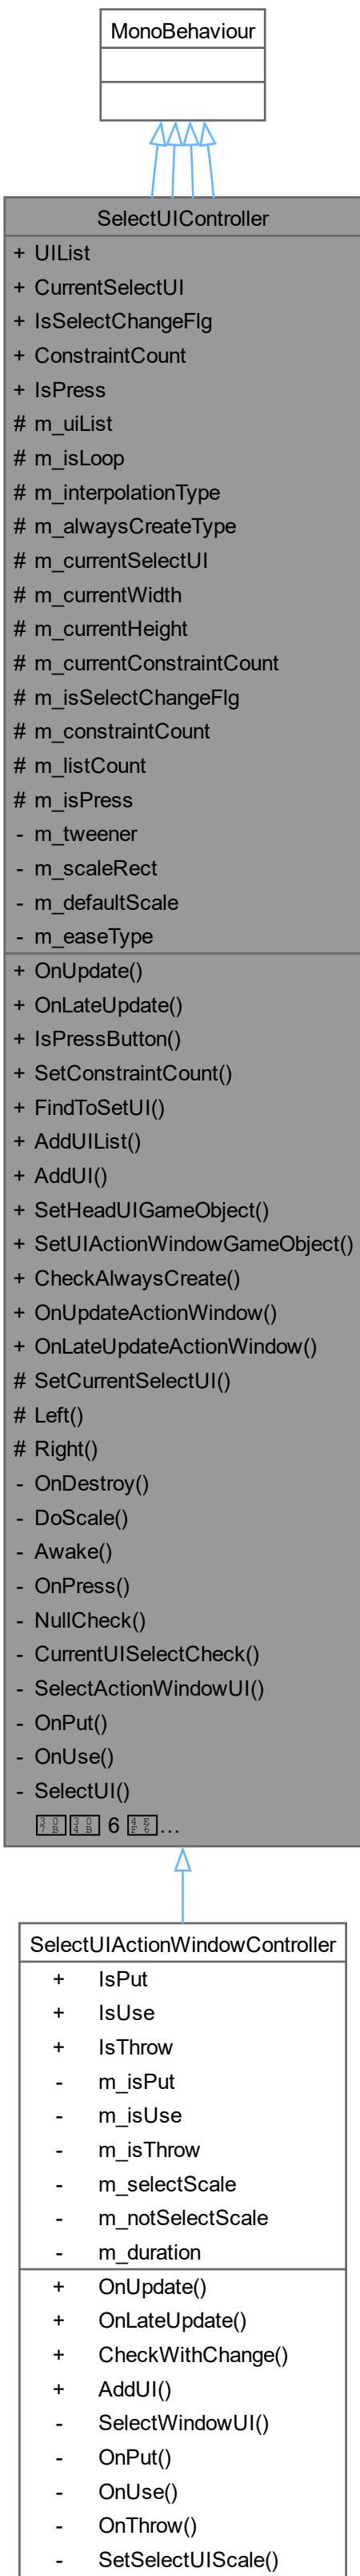 MonoBehaviour
SelectUIController
+ UIList
+ CurrentSelectUI
+ IsSelectChangeFlg
+ ConstraintCount
+ IsPress
# m_uiList
# m_isLoop
# m_interpolationType
# m_alwaysCreateType
# m_currentSelectUI
# m_currentWidth
# m_currentHeight
# m_currentConstraintCount
# m_isSelectChangeFlg
# m_constraintCount
# m_listCount
# m_isPress
- m_tweener
- m_scaleRect
- m_defaultScale
- m_easeType
+ OnUpdate()
+ OnLateUpdate()
+ IsPressButton()
+ SetConstraintCount()
+ FindToSetUI()
+ AddUIList()
+ AddUI()
+ SetHeadUIGameObject()
+ SetUIActionWindowGameObject()
+ CheckAlwaysCreate()
+ OnUpdateActionWindow()
+ OnLateUpdateActionWindow()
# SetCurrentSelectUI()
# Left()
# Right()
- OnDestroy()
- DoScale()
- Awake()
- OnPress()
- NullCheck()
- CurrentUISelectCheck()
- SelectActionWindowUI()
- OnPut()
- OnUse()
- SelectUI()
6 ...
SelectUIActionWindowController
+ IsPut
+ IsUse
+ IsThrow
- m_isPut
- m_isUse
- m_isThrow
- m_selectScale
- m_notSelectScale
- m_duration
+ OnUpdate()
+ OnLateUpdate()
+ CheckWithChange()
+ AddUI()
- SelectWindowUI()
- OnPut()
- OnUse()
- OnThrow()
- SetSelectUIScale()